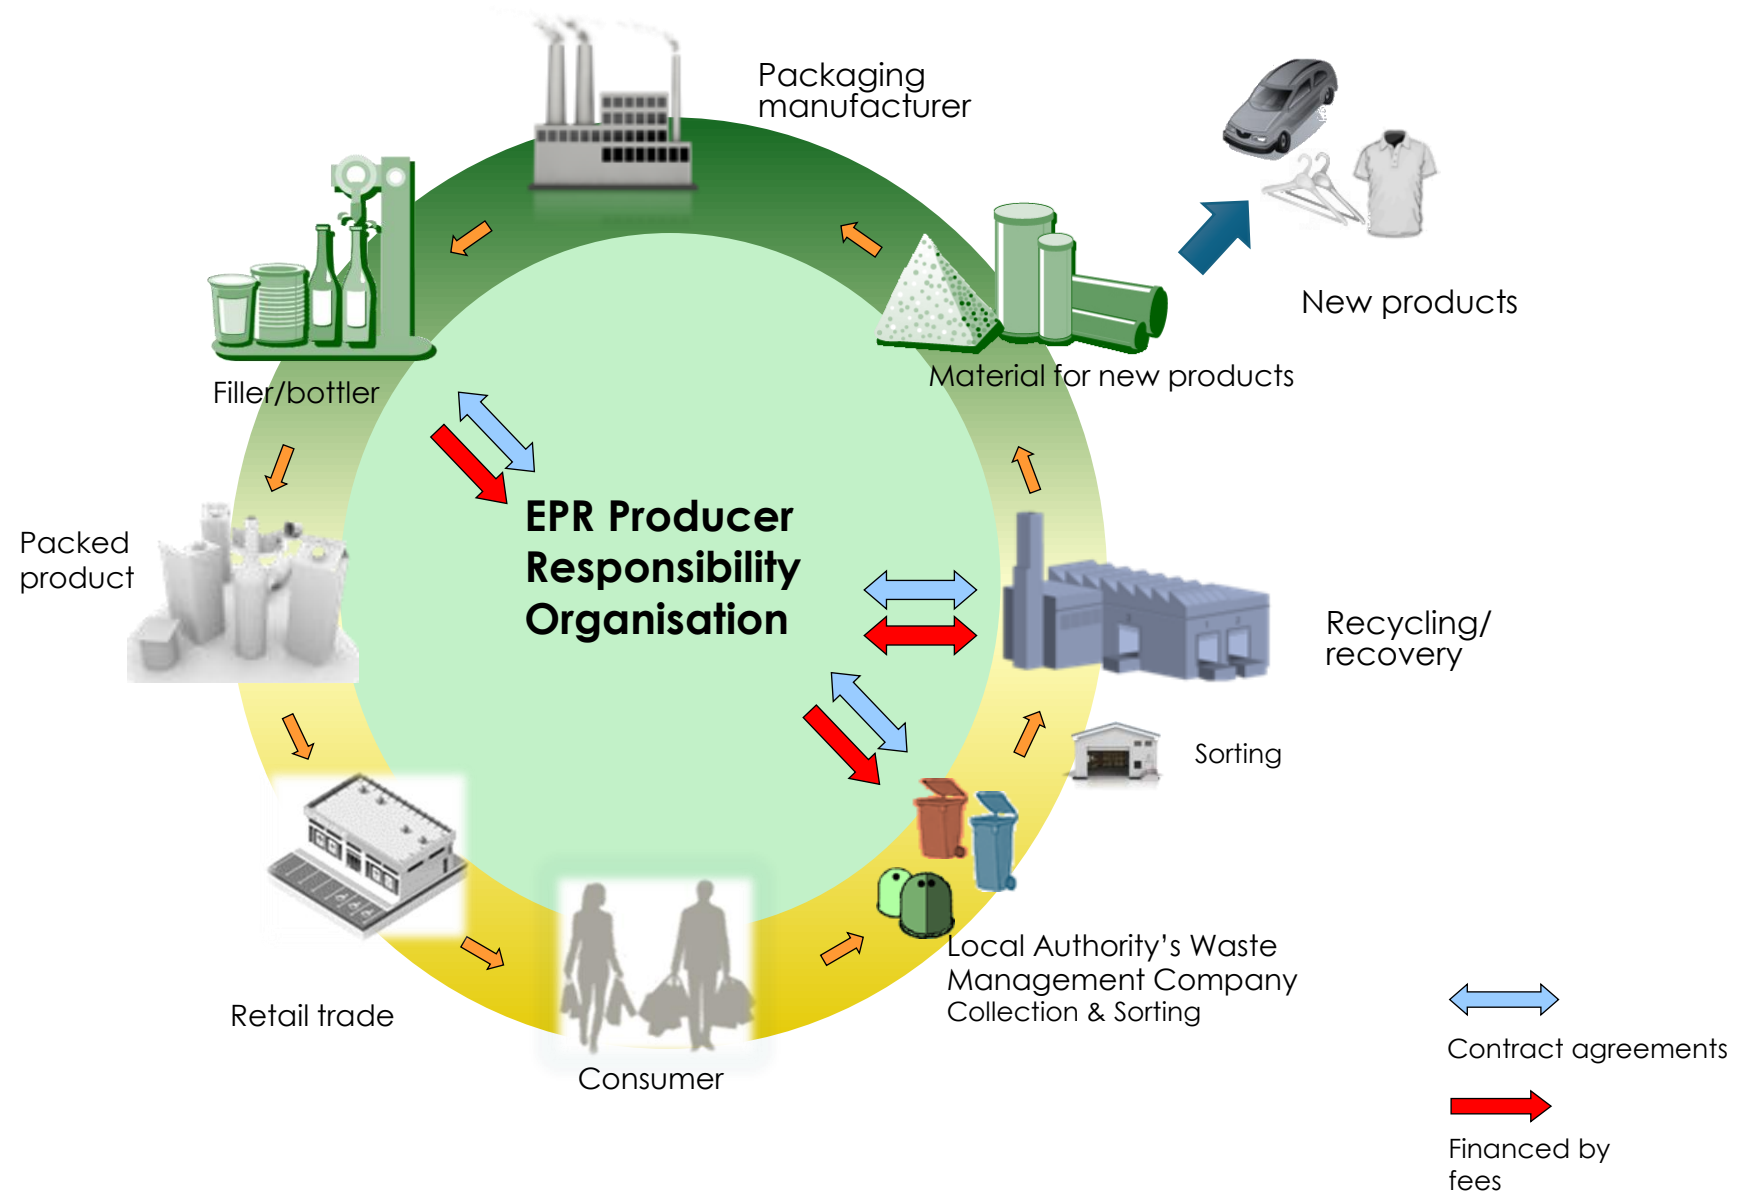 Packaging
manufacturer
New products
Material for new products
Filler/bottler
EPR Producer
Responsibility
Organisation
Packed
product
Recycling/
recovery
Sorting
Local Authority’s Waste
Management Company
Collection & Sorting
Retail trade
Consumer
Contract agreements
Financed by
fees